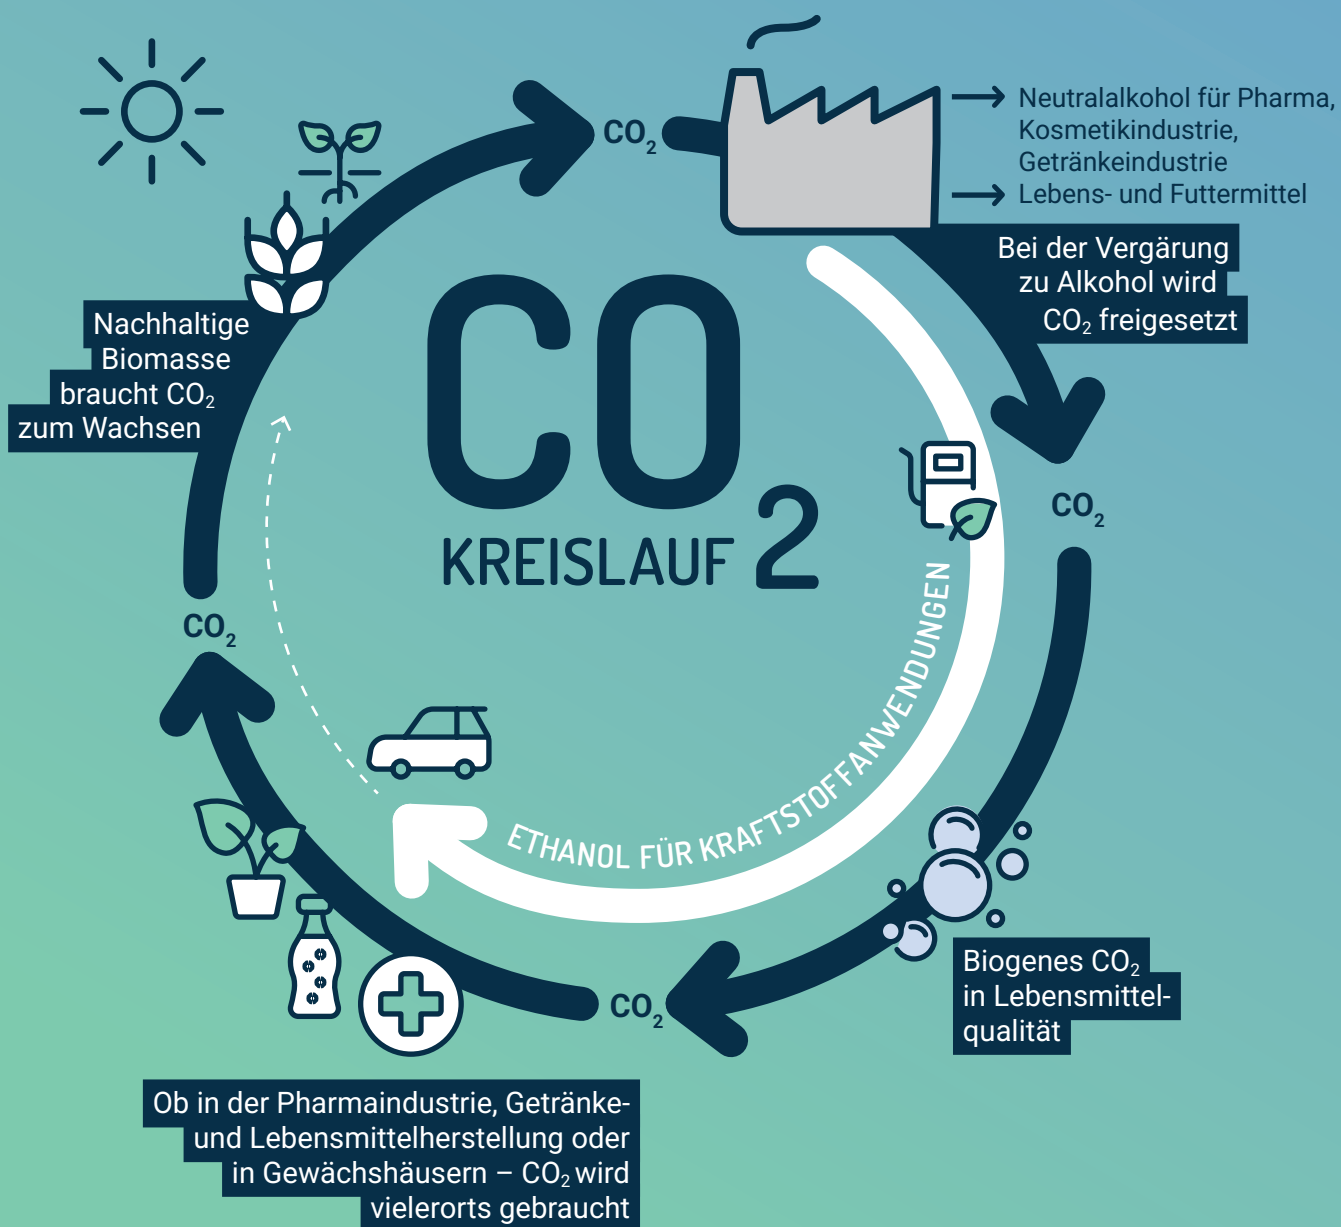 Neutralalkohol für Pharma,
Kosmetikindustrie,
Getränkeindustrie
Lebens- und Futtermittel
CO₂
Bei der Vergärung
zu Alkohol wird
CO₂ freigesetzt
Nachhaltige
Biomasse
braucht CO₂
zum Wachsen
CO₂
KREISLAUF
CO₂
ETHANOL FÜR KRAFTSTOFFANWENDUNGEN
CO₂
Biogenes CO₂
in Lebensmittel-
qualität
CO₂
Ob in der Pharmaindustrie, Getränke-
und Lebensmittelherstellung oder
in Gewächshäusern – CO₂ wird
vielerorts gebraucht